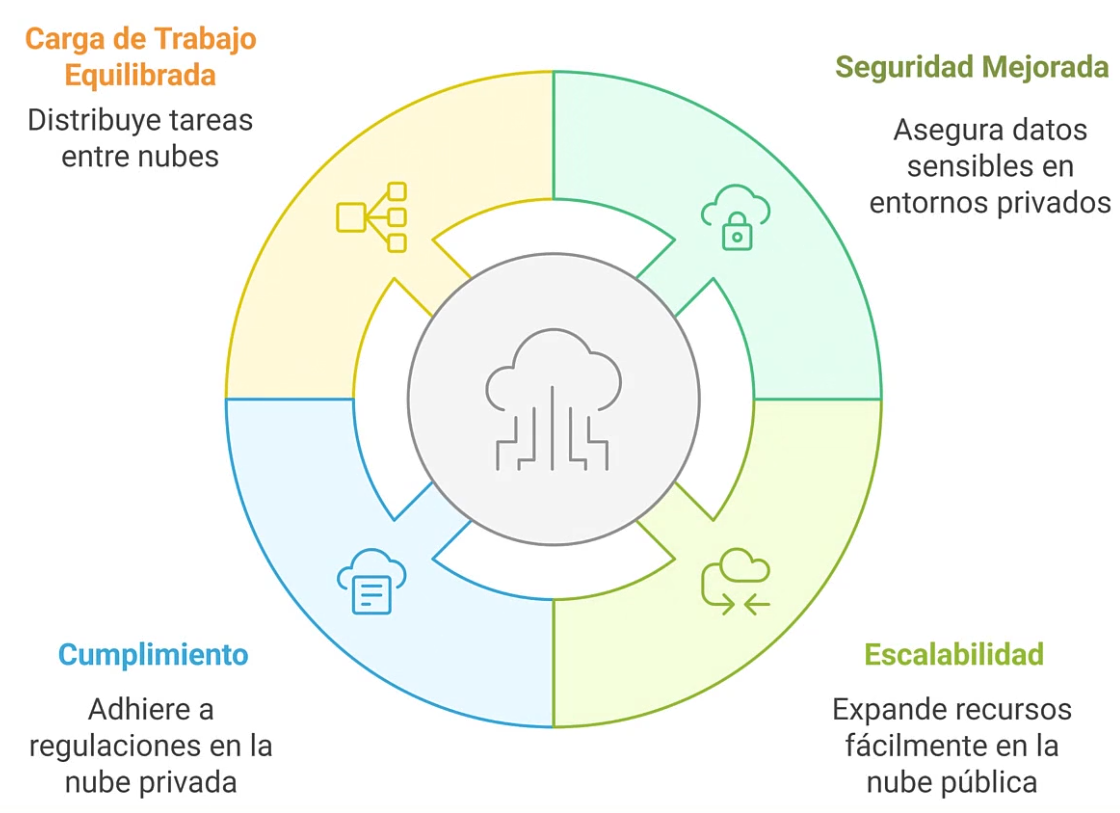 Carga de Trabajo
Equilibrada
Distribuye tareas
entre nubes
Seguridad Mejorada
Asegura datos
sensibles en
entornos privados
Cumplimiento
Adhiere a
regulaciones en la
nube privada
Escalabilidad
Expande recursos
fácilmente en la
nube pública